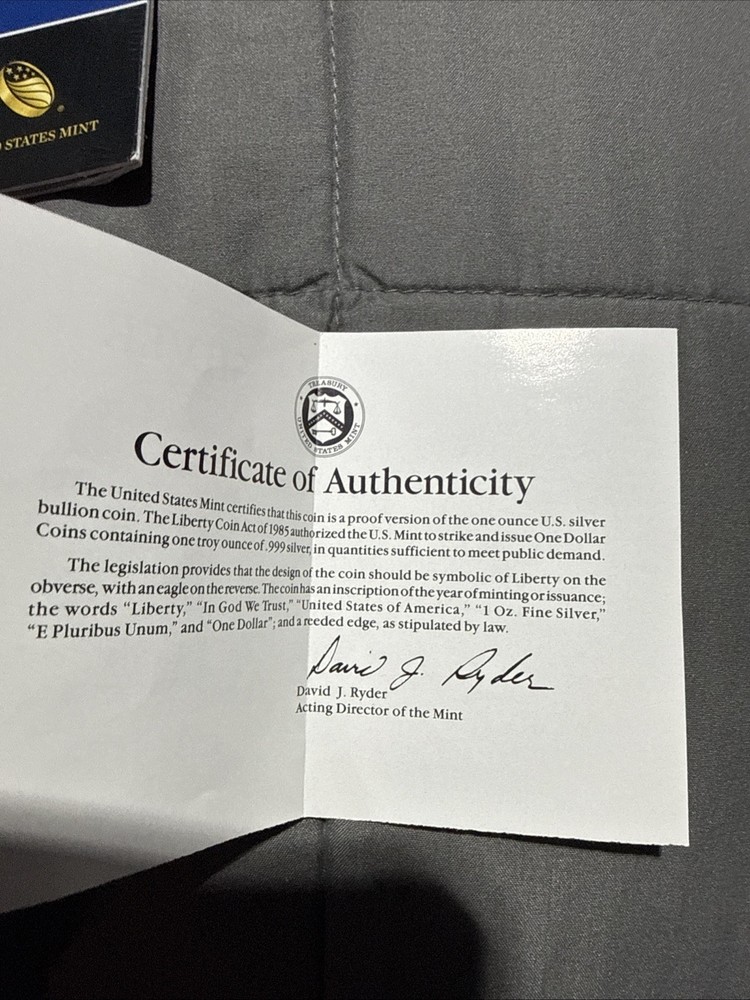 STATES MINT
TREASURY
UNITED STATES MINT
Certificate of Authenticity
The United States Mint certifies that this coin is a proof version of the one ounce U.S. silver
bullion coin. The Liberty Coin Act of 1985 authorized the U.S. Mint to strike and issue One Dollar
Coins containing one troy ounce of .999 silver, in quantities sufficient to meet public demand.
The legislation provides that the design of the coin should be symbolic of Liberty on the
obverse, with an eagle on the reverse. The coin has an inscription of the year of minting or issuance;
the words “Liberty,” “In God We Trust,” “United States of America,” “1 Oz. Fine Silver,”
“E Pluribus Unum,” and “One Dollar”; and a reeded edge, as stipulated by law.
David J. Ryder
David J. Ryder
Acting Director of the Mint